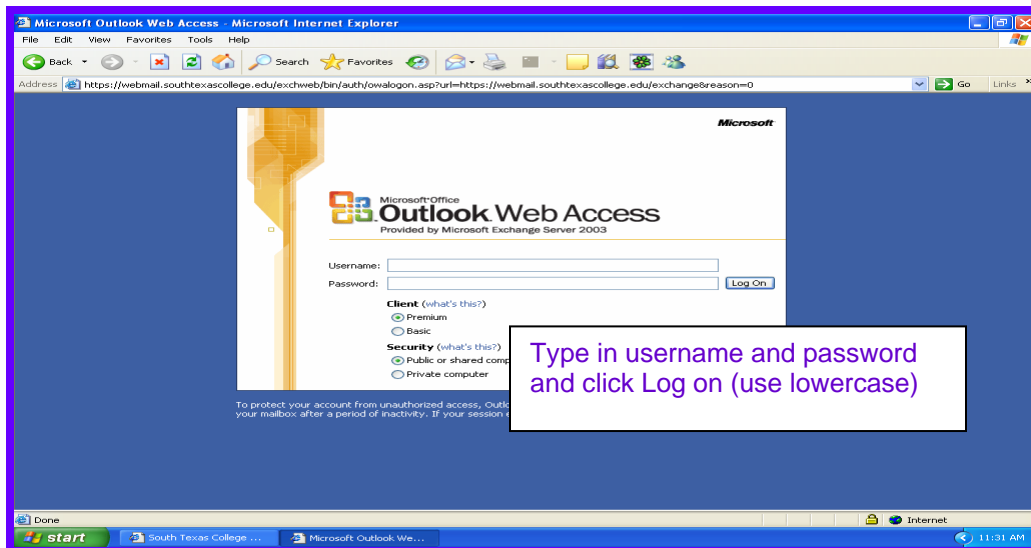 Microsoft Outlook Web Access - Microsoft Internet Explorer
File Edit View Favorites Tools Help
Back Search Favorites
Address https://webmail.southtexascollege.edu/exchweb/bin/auth/owalogon.asp?url=https://webmail.southtexascollege.edu/exchange&reason=0 Go Links »
Microsoft
Microsoft Office
Outlook Web Access
Provided by Microsoft Exchange Server 2003
Username:
Password: Log On
Client (what's this?)
Premium
Basic
Security (what's this?)
Public or shared comp
Private computer
Type in username and password
and click Log on (use lowercase)
To protect your account from unauthorized access, Outlo
your mailbox after a period of inactivity. If your session e
Done Internet
start South Texas College ... Microsoft Outlook We... 11:31 AM